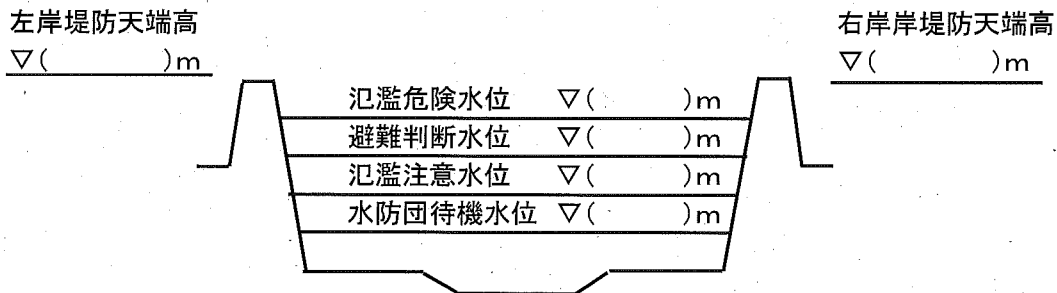 左岸堤防天端高
▽(　　　)m
右岸岸堤防天端高
▽(　　　)m
氾濫危険水位　▽(　　　)m
避難判断水位　▽(　　　)m
氾濫注意水位　▽(　　　)m
水防団待機水位　▽(　　　)m